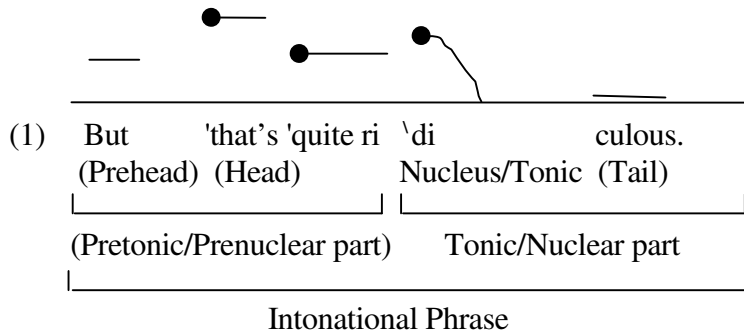 (1) But 'that's 'quite ri ‵di culous.
(Prehead) (Head) Nucleus/Tonic (Tail)
(Pretonic/Prenuclear part) Tonic/Nuclear part
Intonational Phrase